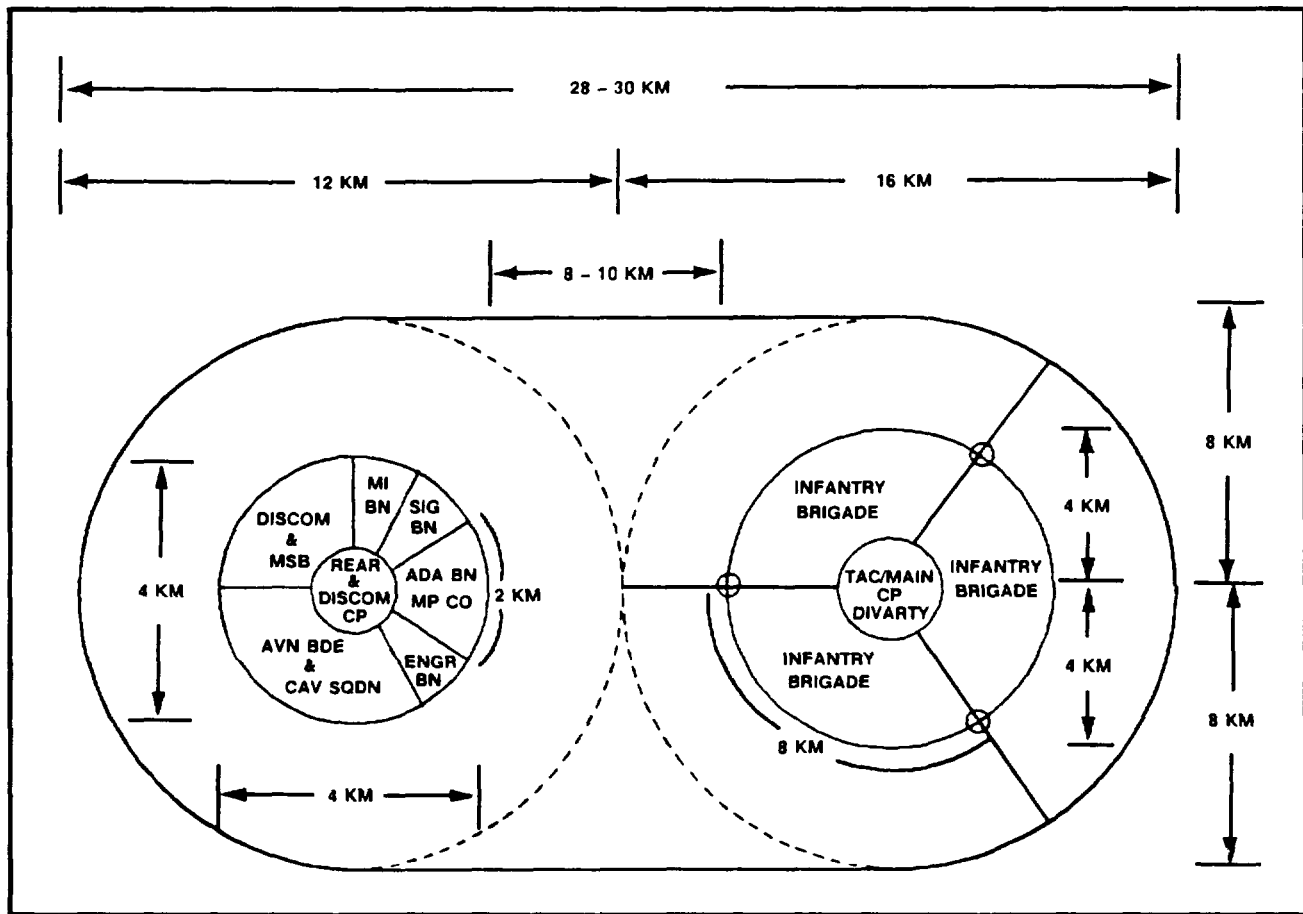 28 - 30 KM
12 KM
16 KM
8 - 10 KM
8 KM
4 KM
MI
BN
SIG
BN
DISCOM
&
MSB
REAR
&
DISCOM
CP
ADA BN
MP CO
2 KM
4 KM
AVN BDE
&
CAV SQDN
ENGR
BN
4 KM
INFANTRY
BRIGADE
INFANTRY
BRIGADE
TAC/MAIN
CP
DIVARTY
INFANTRY
BRIGADE
8 KM
4 KM
8 KM